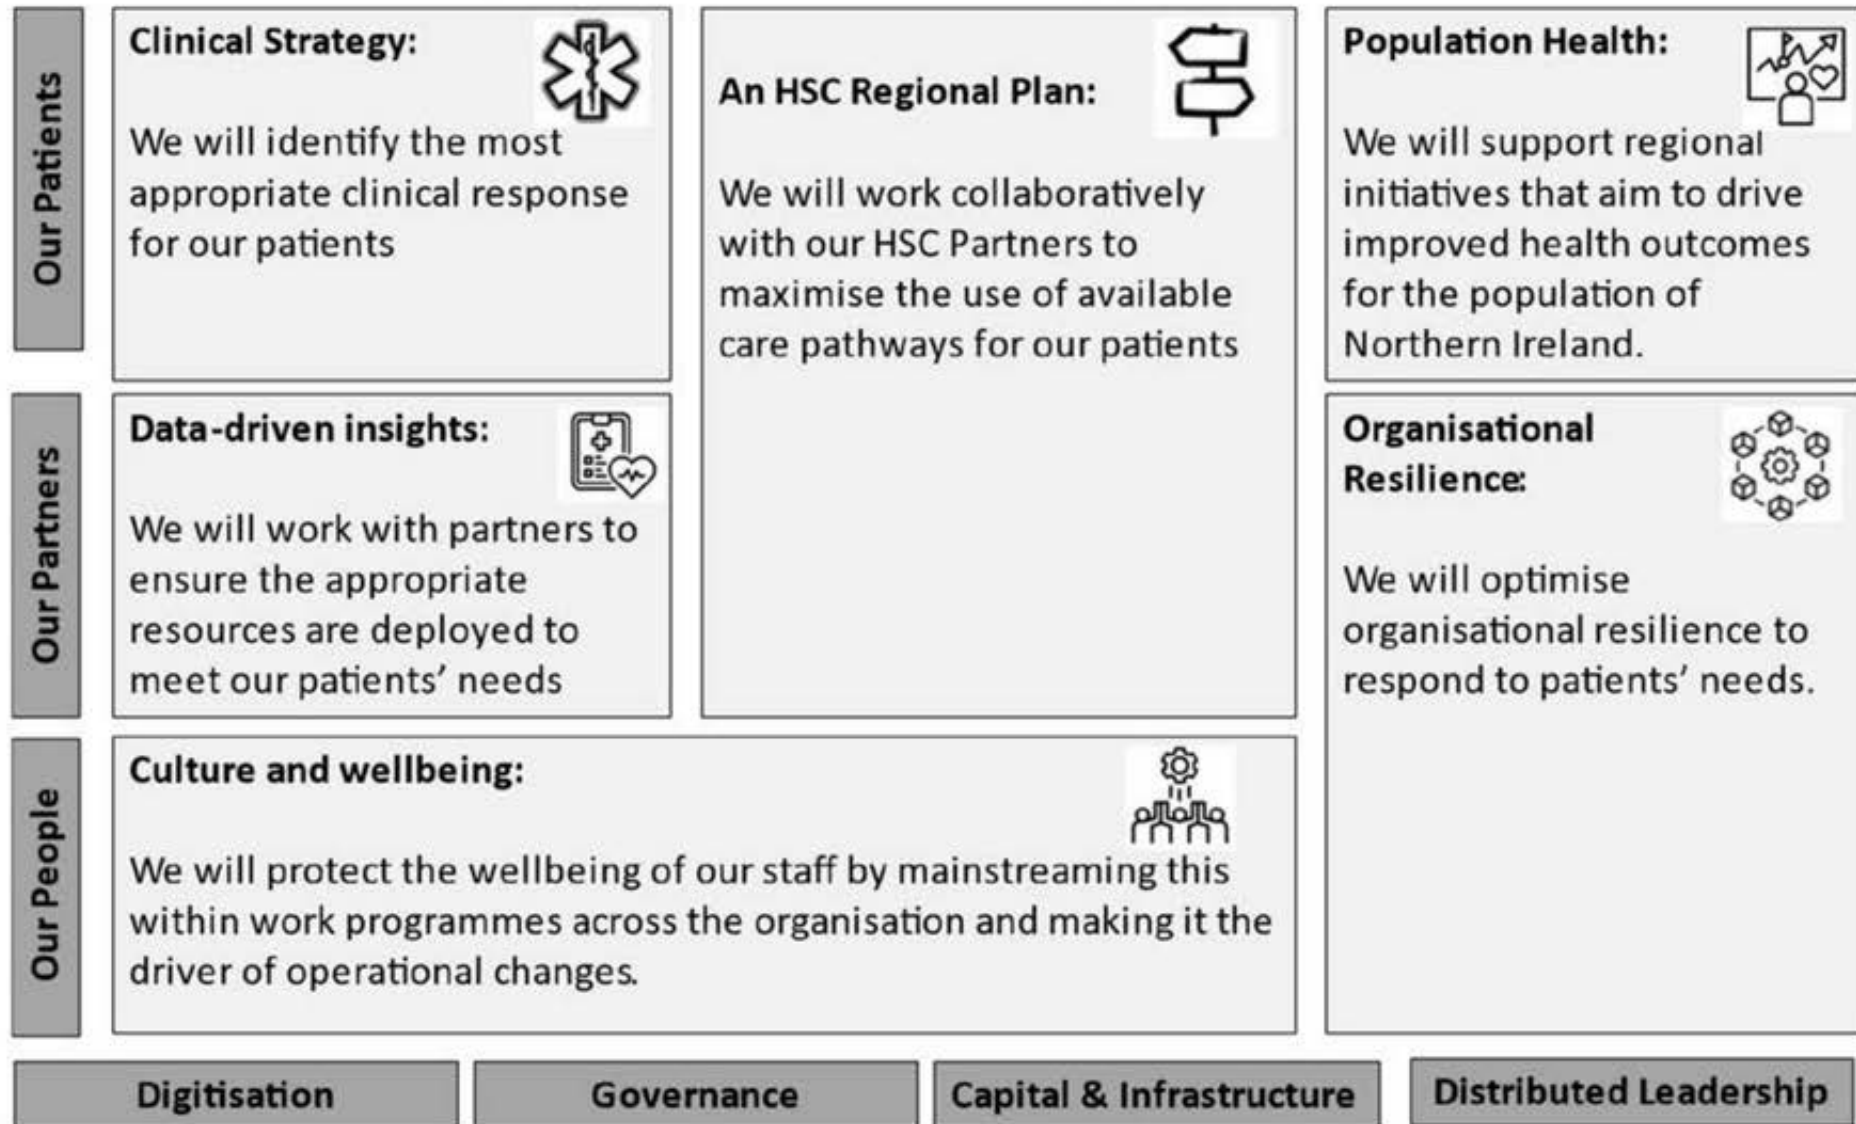 Our Patients
Clinical Strategy:
We will identify the most
appropriate clinical response
for our patients
An HSC Regional Plan:
We will work collaboratively
with our HSC Partners to
maximise the use of available
care pathways for our patients
Population Health:
We will support regional
initiatives that aim to drive
improved health outcomes
for the population of
Northern Ireland.
Our Partners
Data-driven insights:
We will work with partners to
ensure the appropriate
resources are deployed to
meet our patients’ needs
Organisational
Resilience:
We will optimise
organisational resilience to
respond to patients’ needs.
Our People
Culture and wellbeing:
We will protect the wellbeing of our staff by mainstreaming this
within work programmes across the organisation and making it the
driver of operational changes.
Digitisation
Governance
Capital & Infrastructure
Distributed Leadership